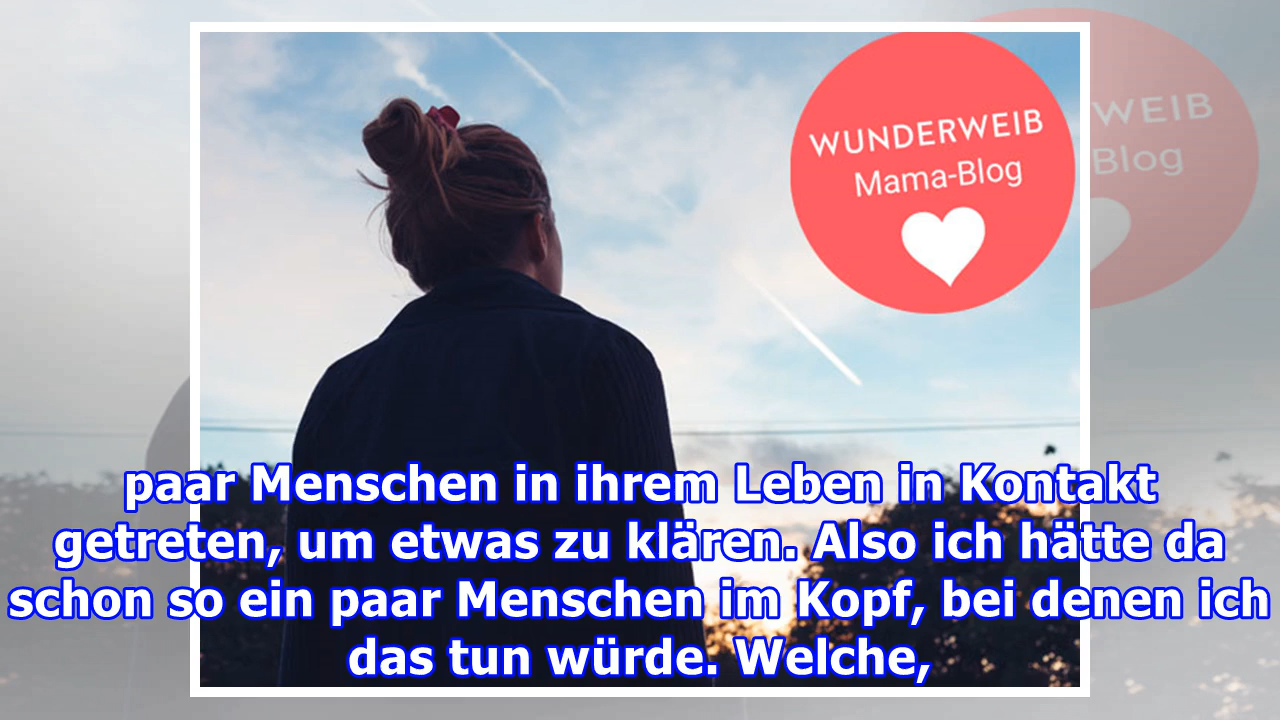 WUNDERWEIB
Mama-Blog
WEIB
Blog
paar Menschen in ihrem Leben in Kontakt
getreten, um etwas zu klären. Also ich hätte da
schon so ein paar Menschen im Kopf, bei denen ich
das tun würde. Welche,